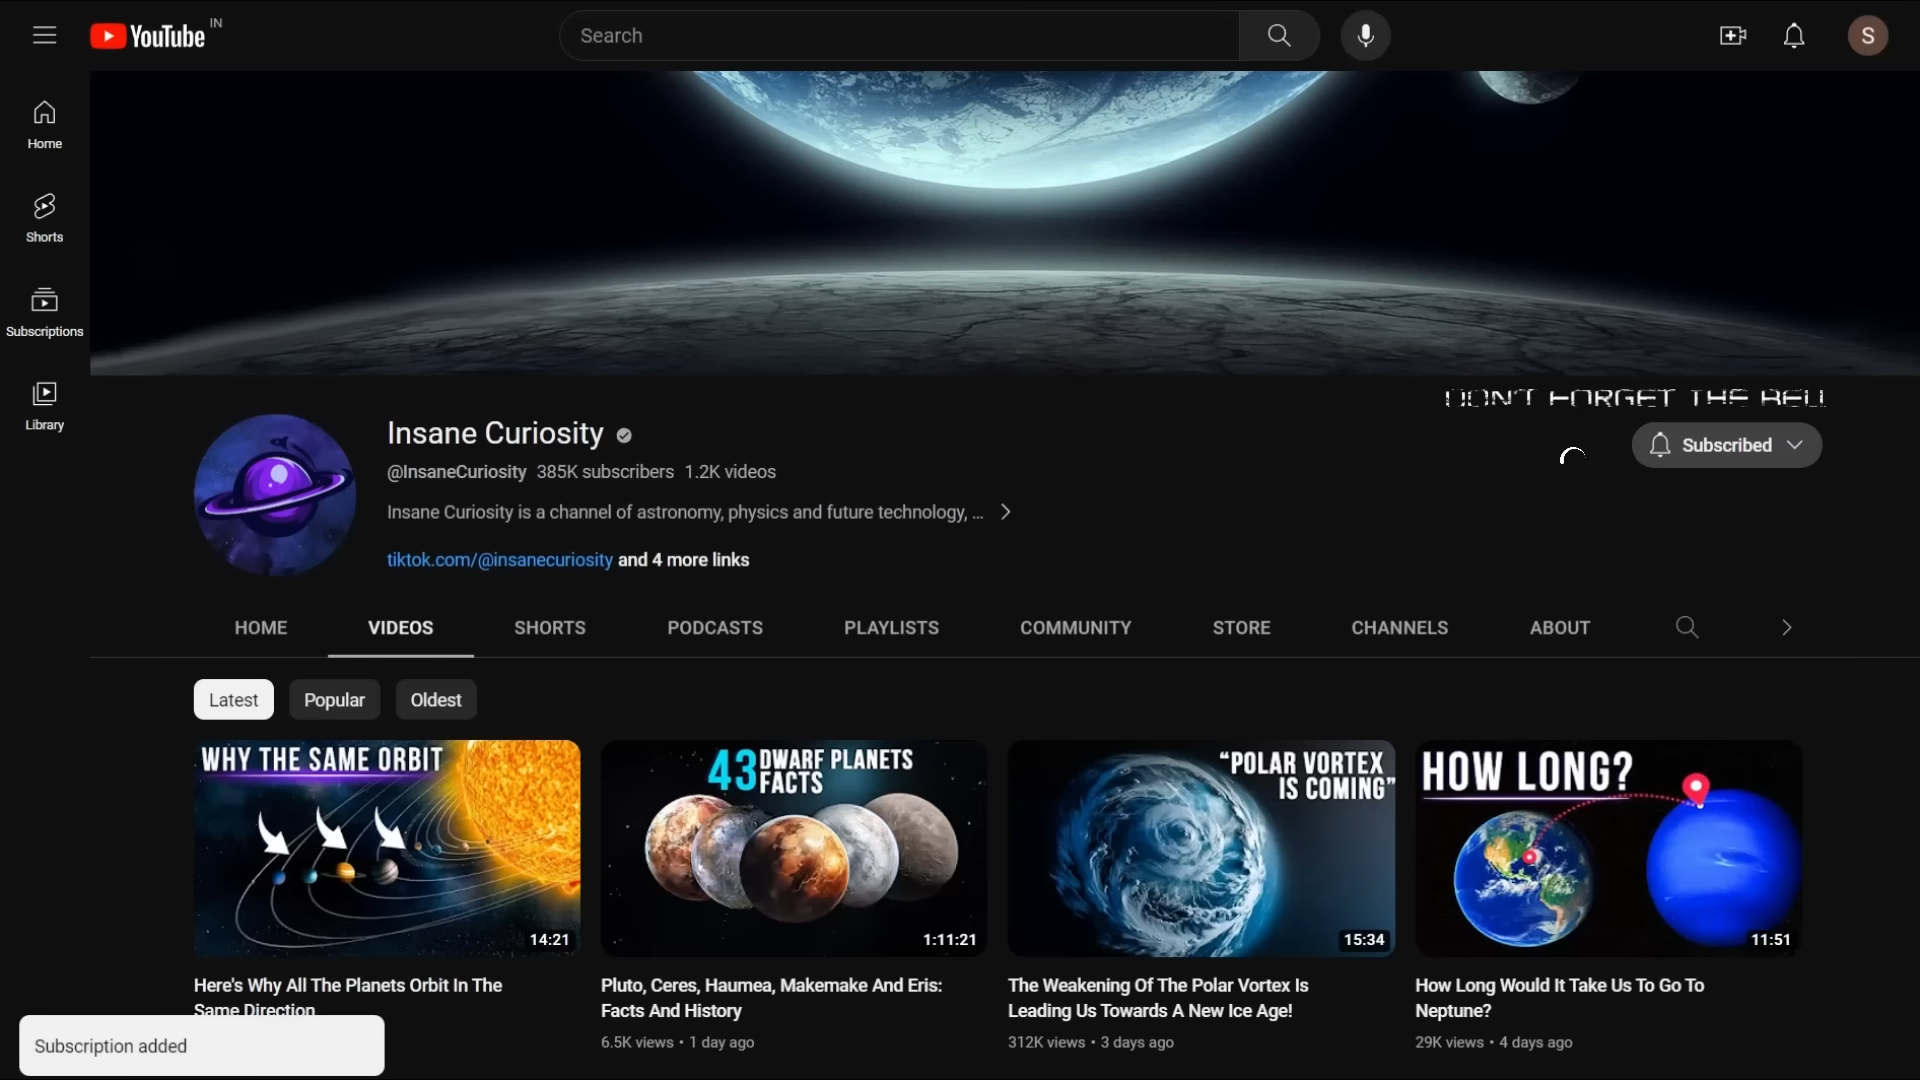 YouTube IN
Search
S
Home
Shorts
Subscriptions
Library
DON'T FORGET THE BELL
Insane Curiosity
@InsaneCuriosity 385K subscribers 1.2K videos
Subscribed
Insane Curiosity is a channel of astronomy, physics and future technology, ...
tiktok.com/@insanecuriosity and 4 more links
HOME VIDEOS SHORTS PODCASTS PLAYLISTS COMMUNITY STORE CHANNELS ABOUT
Latest Popular Oldest
WHY THE SAME ORBIT
14:21
Here's Why All The Planets Orbit In The
Same Direction
43 DWARF PLANETS
FACTS
1:11:21
Pluto, Ceres, Haumea, Makemake And Eris:
Facts And History
6.5K views • 1 day ago
“POLAR VORTEX
IS COMING”
15:34
The Weakening Of The Polar Vortex Is
Leading Us Towards A New Ice Age!
312K views • 3 days ago
HOW LONG?
11:51
How Long Would It Take Us To Go To
Neptune?
29K views • 4 days ago
Subscription added